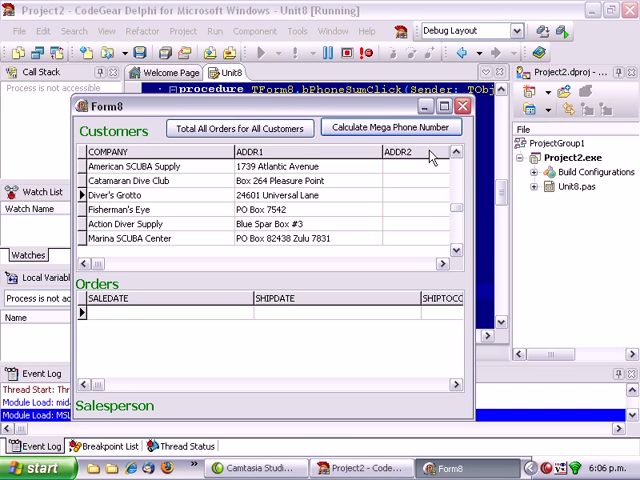 Project2 - CodeGear Delphi for Microsoft Windows - Unit8 [Running]
File Edit Search View Refactor Project Run Component Tools Window Help
Debug Layout
Call Stack
Welcome Page
Unit8
Project2.dproj - ...
Process is not accessible
procedure TForm8.bPhoneSumClick(Sender: TObj
Form8
Customers
Total All Orders for All Customers
Calculate Mega Phone Number
File
COMPANY ADDR1 ADDR2
American SCUBA Supply 1739 Atlantic Avenue
Catamaran Dive Club Box 264 Pleasure Point
Diver's Grotto 24601 Universal Lane
Fisherman's Eye PO Box 7542
Action Diver Supply Blue Spar Box #3
Marina SCUBA Center PO Box 82438 Zulu 7831
ProjectGroup1
Project2.exe
Build Configurations
Unit8.pas
Watch List
Watch Name
Watches
Local Variabl
Process is not ac
Name
Orders
SALEDATE SHIPDATE SHIPTOCO
Salesperson
Event Log
Thread Start: Thr
Module Load: mid
Module Load: MSL
Event Log
Breakpoint List
Thread Status
start
Camtasia Studi...
Project2 - Code...
Form8
6:06 p.m.